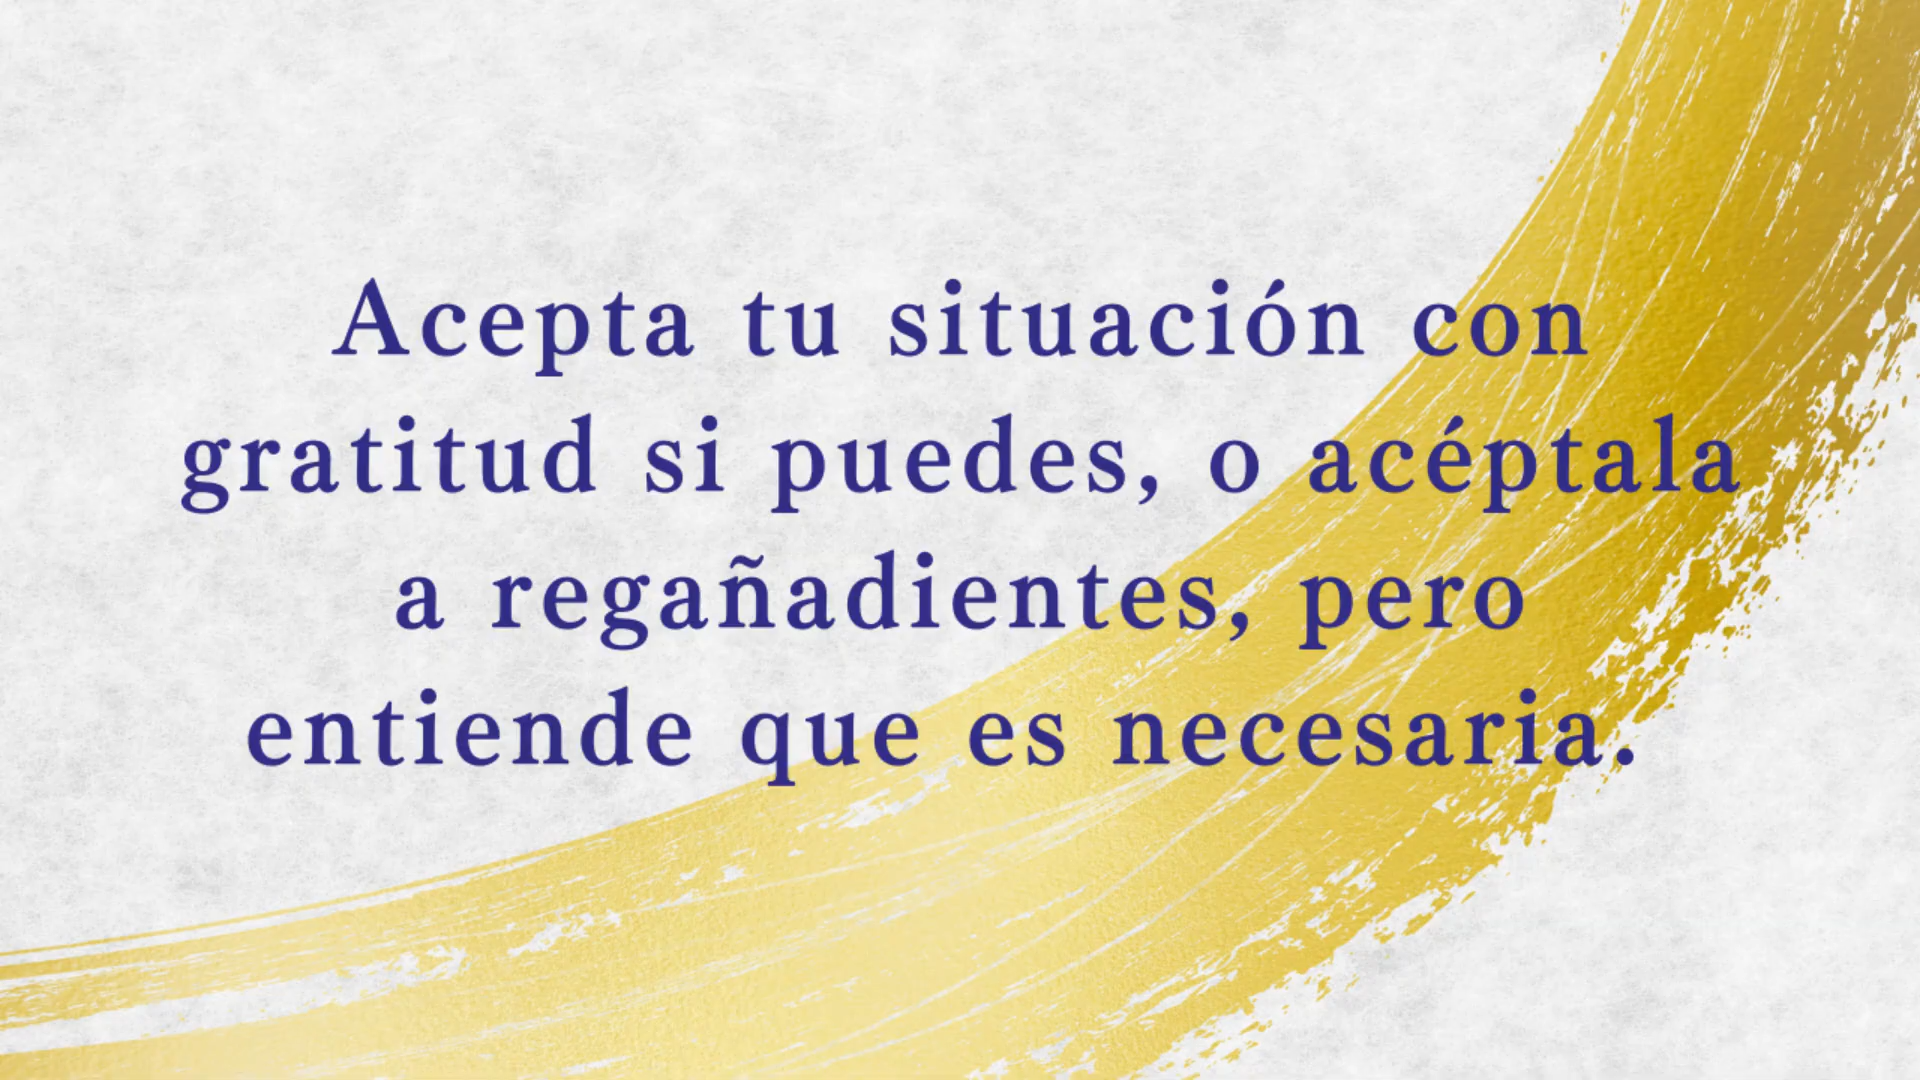 Acepta tu situación con
gratitud si puedes, o acéptala
a regañadientes, pero
entiende que es necesaria.